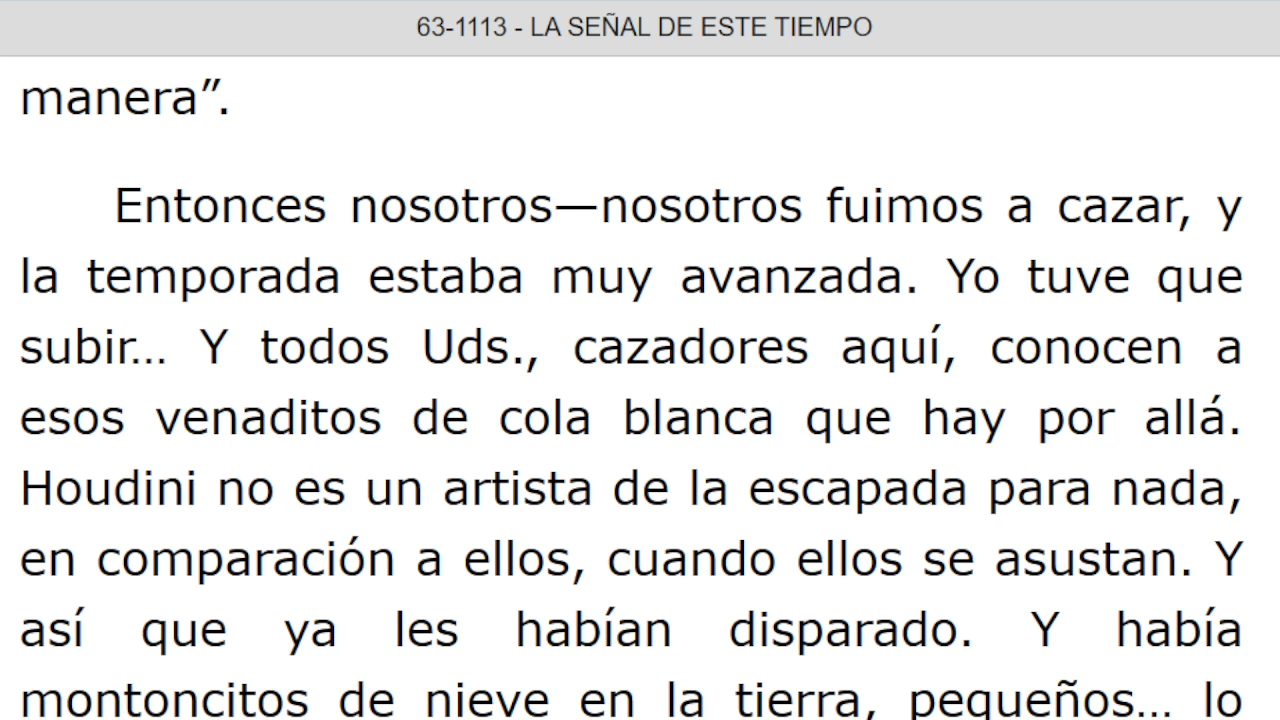 63-1113 - LA SEÑAL DE ESTE TIEMPO
manera”.
Entonces nosotros—nosotros fuimos a cazar, y
la temporada estaba muy avanzada. Yo tuve que
subir… Y todos Uds., cazadores aquí, conocen a
esos venaditos de cola blanca que hay por allá.
Houdini no es un artista de la escapada para nada,
en comparación a ellos, cuando ellos se asustan. Y
así que ya les habían disparado. Y había
montoncitos de nieve en la tierra, pequeños… lo